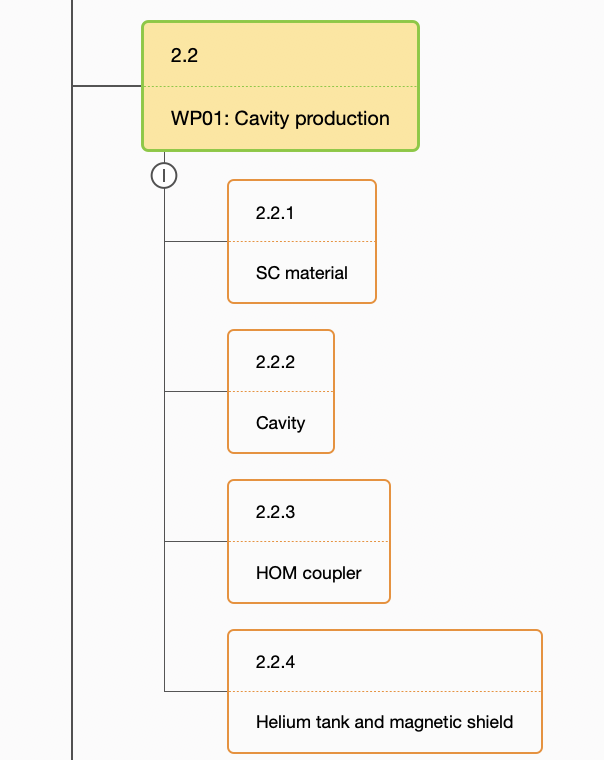 2.2
WP01: Cavity production
2.2.1
SC material
2.2.2
Cavity
2.2.3
HOM coupler
2.2.4
Helium tank and magnetic shield